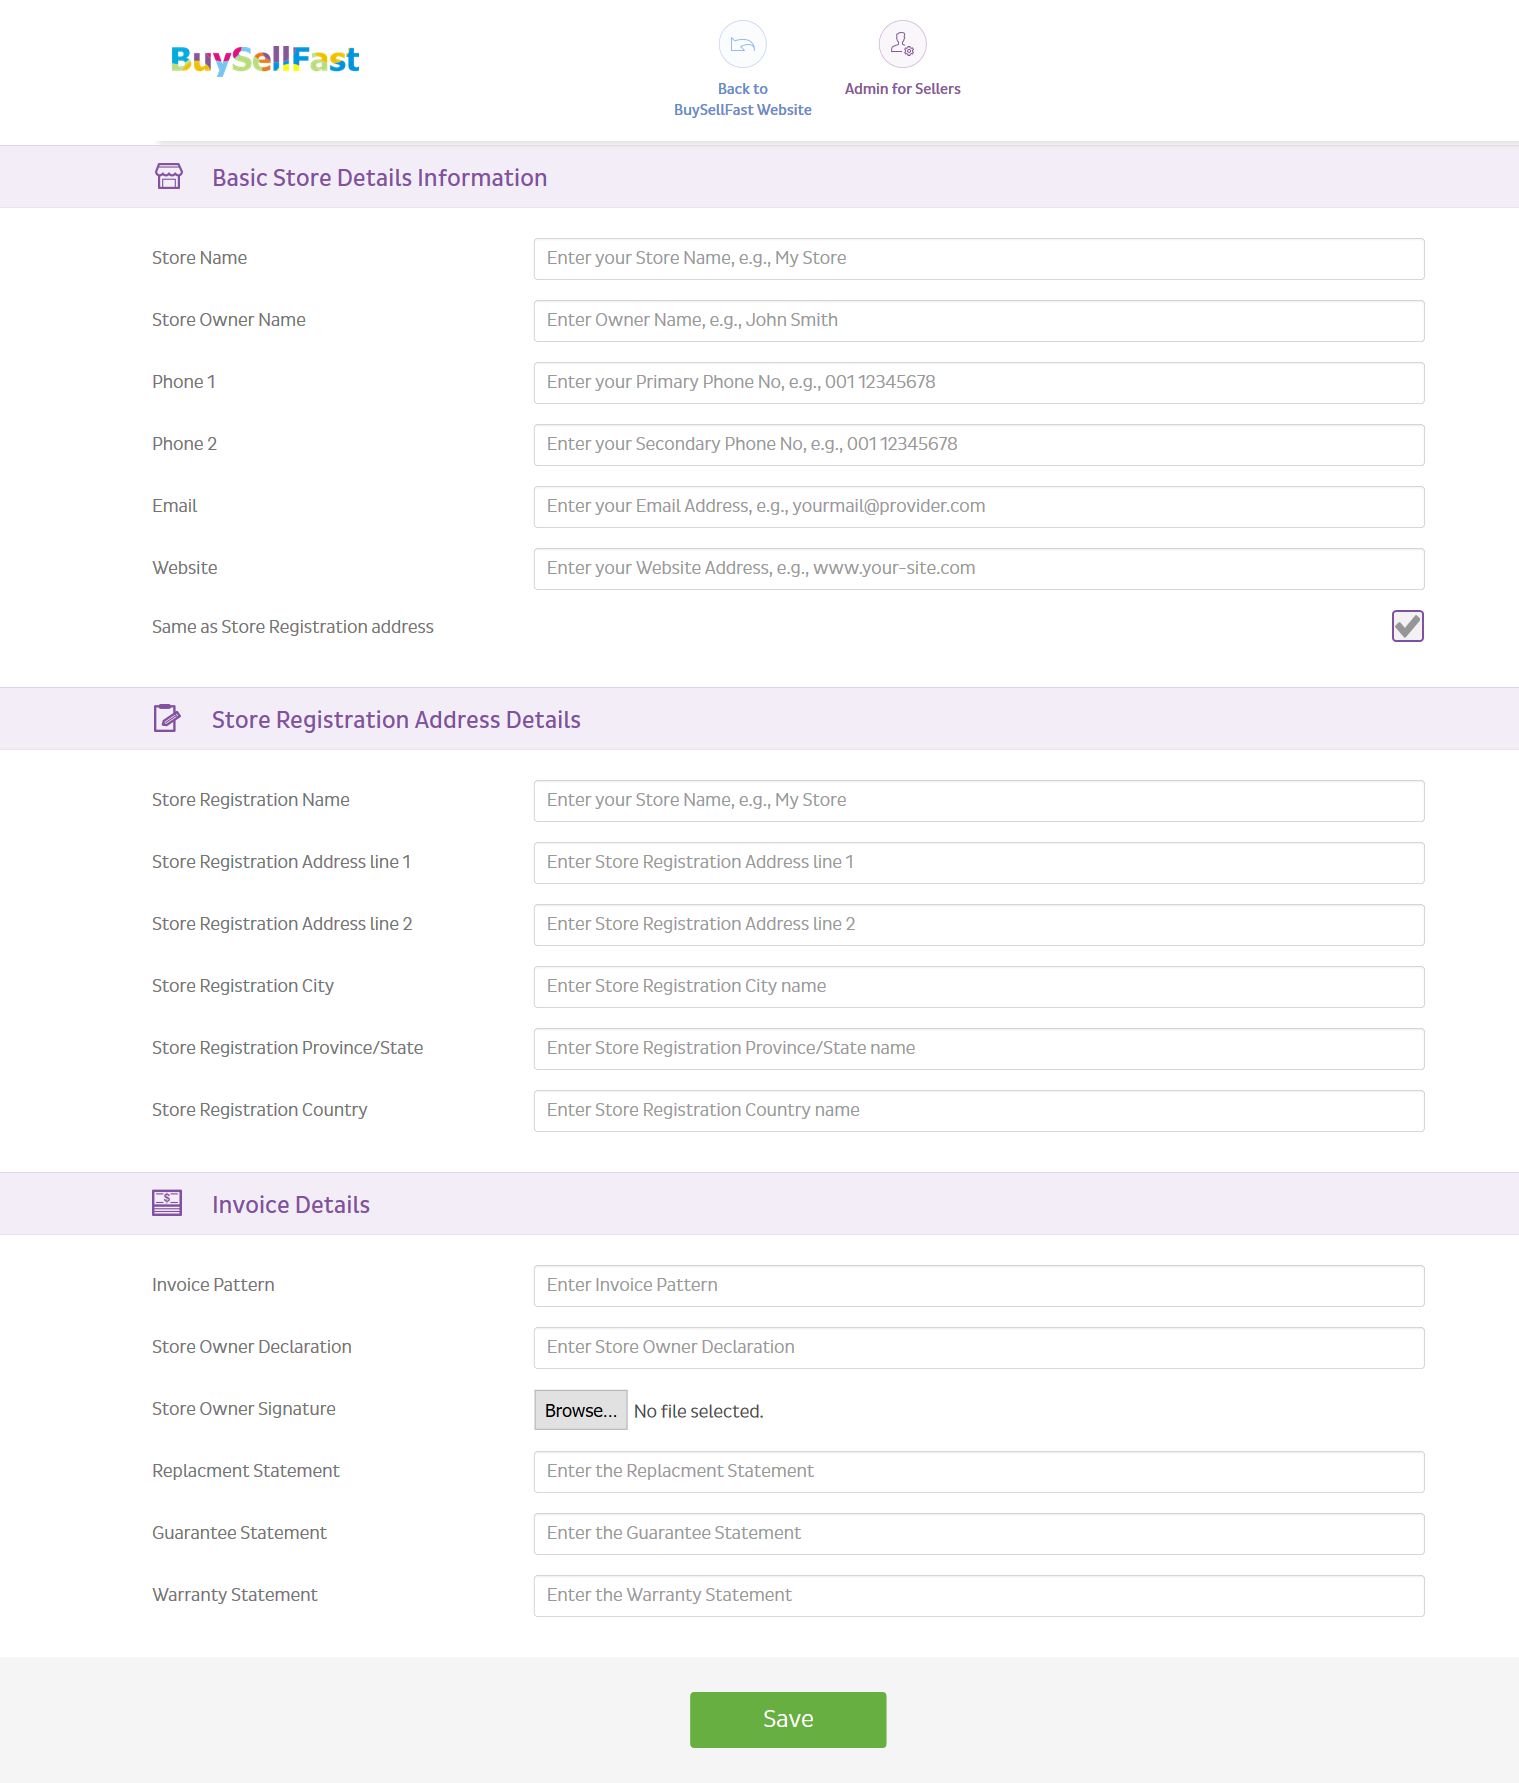 BuySellFast
Back to
BuySellFast Website
Admin for Sellers
Basic Store Details Information
Store Name
Enter your Store Name, e.g., My Store
Store Owner Name
Enter Owner Name, e.g., John Smith
Phone 1
Enter your Primary Phone No, e.g., 001 12345678
Phone 2
Enter your Secondary Phone No, e.g., 001 12345678
Email
Enter your Email Address, e.g., yourmail@provider.com
Website
Enter your Website Address, e.g., www.your-site.com
Same as Store Registration address
Store Registration Address Details
Store Registration Name
Enter your Store Name, e.g., My Store
Store Registration Address line 1
Enter Store Registration Address line 1
Store Registration Address line 2
Enter Store Registration Address line 2
Store Registration City
Enter Store Registration City name
Store Registration Province/State
Enter Store Registration Province/State name
Store Registration Country
Enter Store Registration Country name
Invoice Details
Invoice Pattern
Enter Invoice Pattern
Store Owner Declaration
Enter Store Owner Declaration
Store Owner Signature
Browse... No file selected.
Replacment Statement
Enter the Replacment Statement
Guarantee Statement
Enter the Guarantee Statement
Warranty Statement
Enter the Warranty Statement
Save